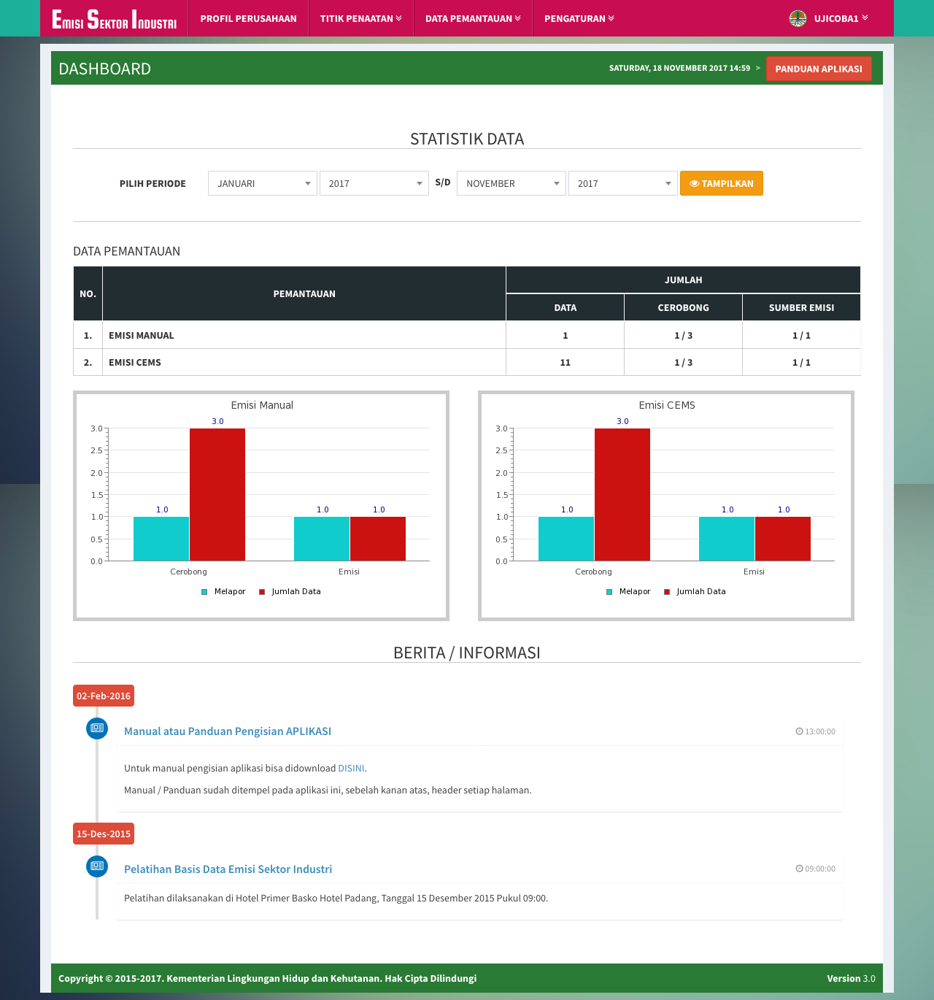 Emisi Sektor Industri
PROFIL PERUSAHAAN
TITIK PENAATAN
DATA PEMANTAUAN
PENGATURAN
UJICOBA1
DASHBOARD
SATURDAY, 18 NOVEMBER 2017 14:59 >
PANDUAN APLIKASI
STATISTIK DATA
PILIH PERIODE
JANUARI
2017
S/D
NOVEMBER
2017
TAMPILKAN
DATA PEMANTAUAN
NO. PEMANTAUAN JUMLAH
DATA CEROBONG SUMBER EMISI
1. EMISI MANUAL 1 1 / 3 1 / 1
2. EMISI CEMS 11 1 / 3 1 / 1
Emisi Manual
3.0
3.0
2.5
2.0
1.5
1.0
0.5
0.0
1.0
1.0
1.0
Cerobong
Emisi
Melapor
Jumlah Data
Emisi CEMS
3.0
3.0
2.5
2.0
1.5
1.0
0.5
0.0
1.0
1.0
1.0
Cerobong
Emisi
Melapor
Jumlah Data
BERITA / INFORMASI
02-Feb-2016
Manual atau Panduan Pengisian APLIKASI
13:00:00
Untuk manual pengisian aplikasi bisa didownload DISINI.
Manual / Panduan sudah ditempel pada aplikasi ini, sebelah kanan atas, header setiap halaman.
15-Des-2015
Pelatihan Basis Data Emisi Sektor Industri
09:00:00
Pelatihan dilaksanakan di Hotel Primer Basko Hotel Padang, Tanggal 15 Desember 2015 Pukul 09:00.
Copyright © 2015-2017. Kementerian Lingkungan Hidup dan Kehutanan. Hak Cipta Dilindungi
Version 3.0